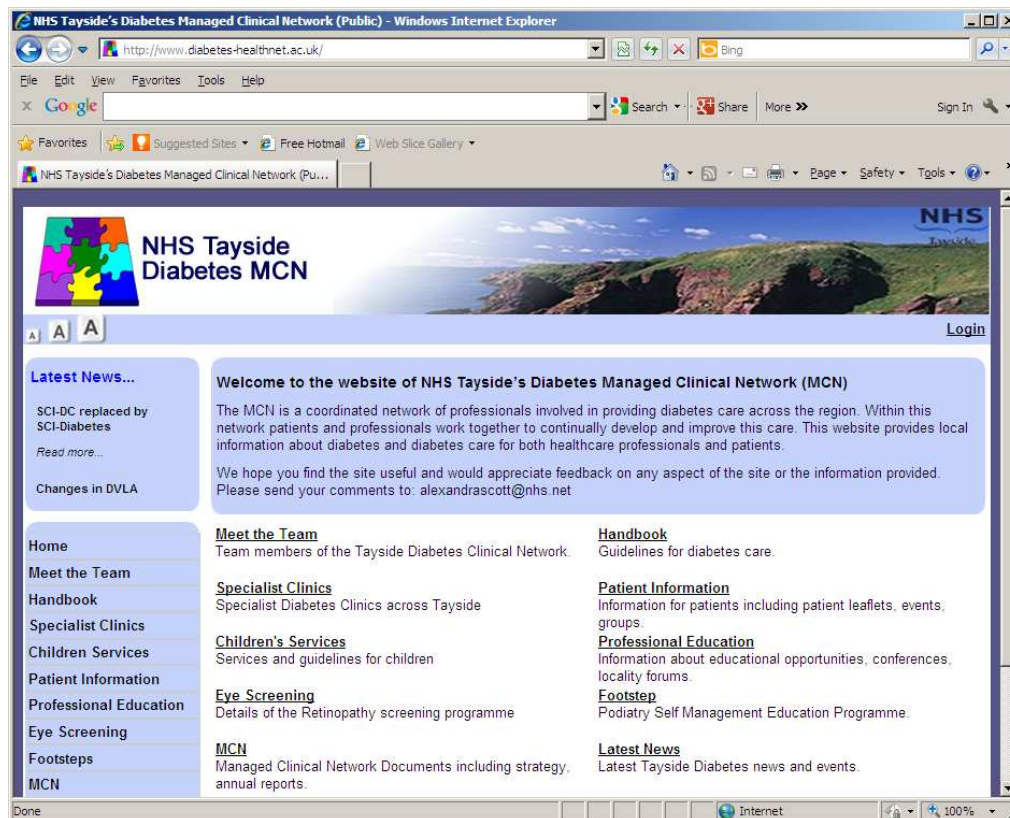 NHS Tayside's Diabetes Managed Clinical Network (Public) - Windows Internet Explorer
http://www.diabetes-healthnet.ac.uk/
Bing
File Edit View Favorites Tools Help
x Google Search Share More >> Sign In
Favorites Suggested Sites Free Hotmail Web Slice Gallery
NHS Tayside's Diabetes Managed Clinical Network (Pu... Page Safety Tools
NHS
Tayside
NHS Tayside
Diabetes MCN
A A A
Login
Latest News...
SCI-DC replaced by
SCI-Diabetes
Read more...
Changes in DVLA
Welcome to the website of NHS Tayside's Diabetes Managed Clinical Network (MCN)
The MCN is a coordinated network of professionals involved in providing diabetes care across the region. Within this
network patients and professionals work together to continually develop and improve this care. This website provides local
information about diabetes and diabetes care for both healthcare professionals and patients.
We hope you find the site useful and would appreciate feedback on any aspect of the site or the information provided.
Please send your comments to: alexandrascott@nhs.net
Home
Meet the Team
Handbook
Specialist Clinics
Children Services
Patient Information
Professional Education
Eye Screening
Footsteps
MCN
Meet the Team
Team members of the Tayside Diabetes Clinical Network.
Specialist Clinics
Specialist Diabetes Clinics across Tayside
Children's Services
Services and guidelines for children
Eye Screening
Details of the Retinopathy screening programme
MCN
Managed Clinical Network Documents including strategy,
annual reports.
Handbook
Guidelines for diabetes care.
Patient Information
Information for patients including patient leaflets, events,
groups.
Professional Education
Information about educational opportunities, conferences,
locality forums.
Footstep
Podiatry Self Management Education Programme.
Latest News
Latest Tayside Diabetes news and events.
Done Internet 100%